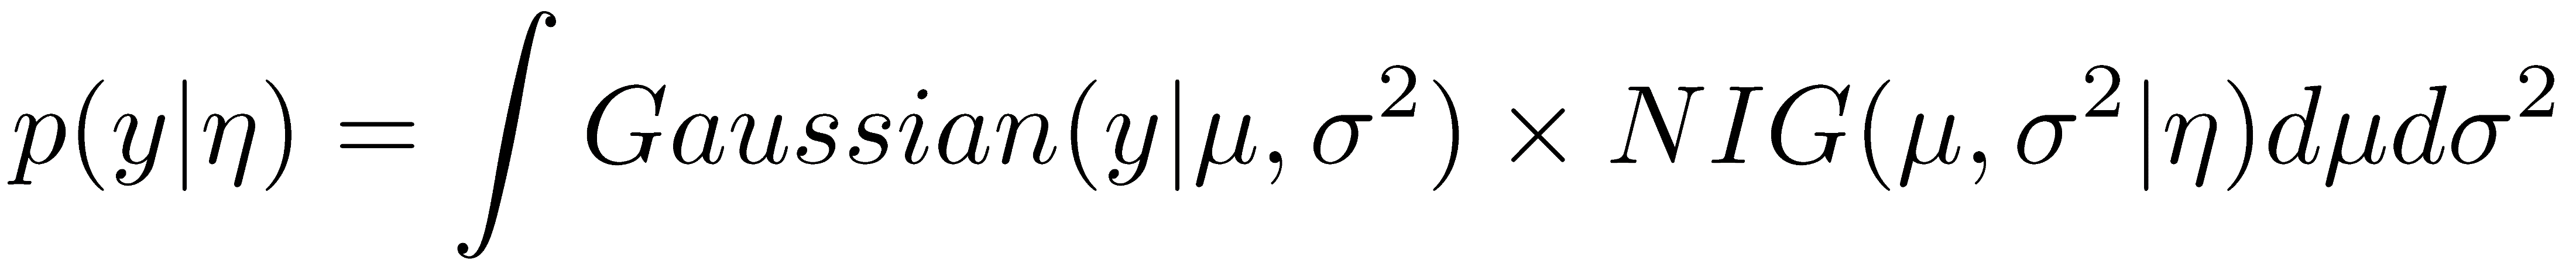 p(y|η) = ∫ Gaussian(y|μ, σ²) × NIG(μ, σ²|η)dμdσ²